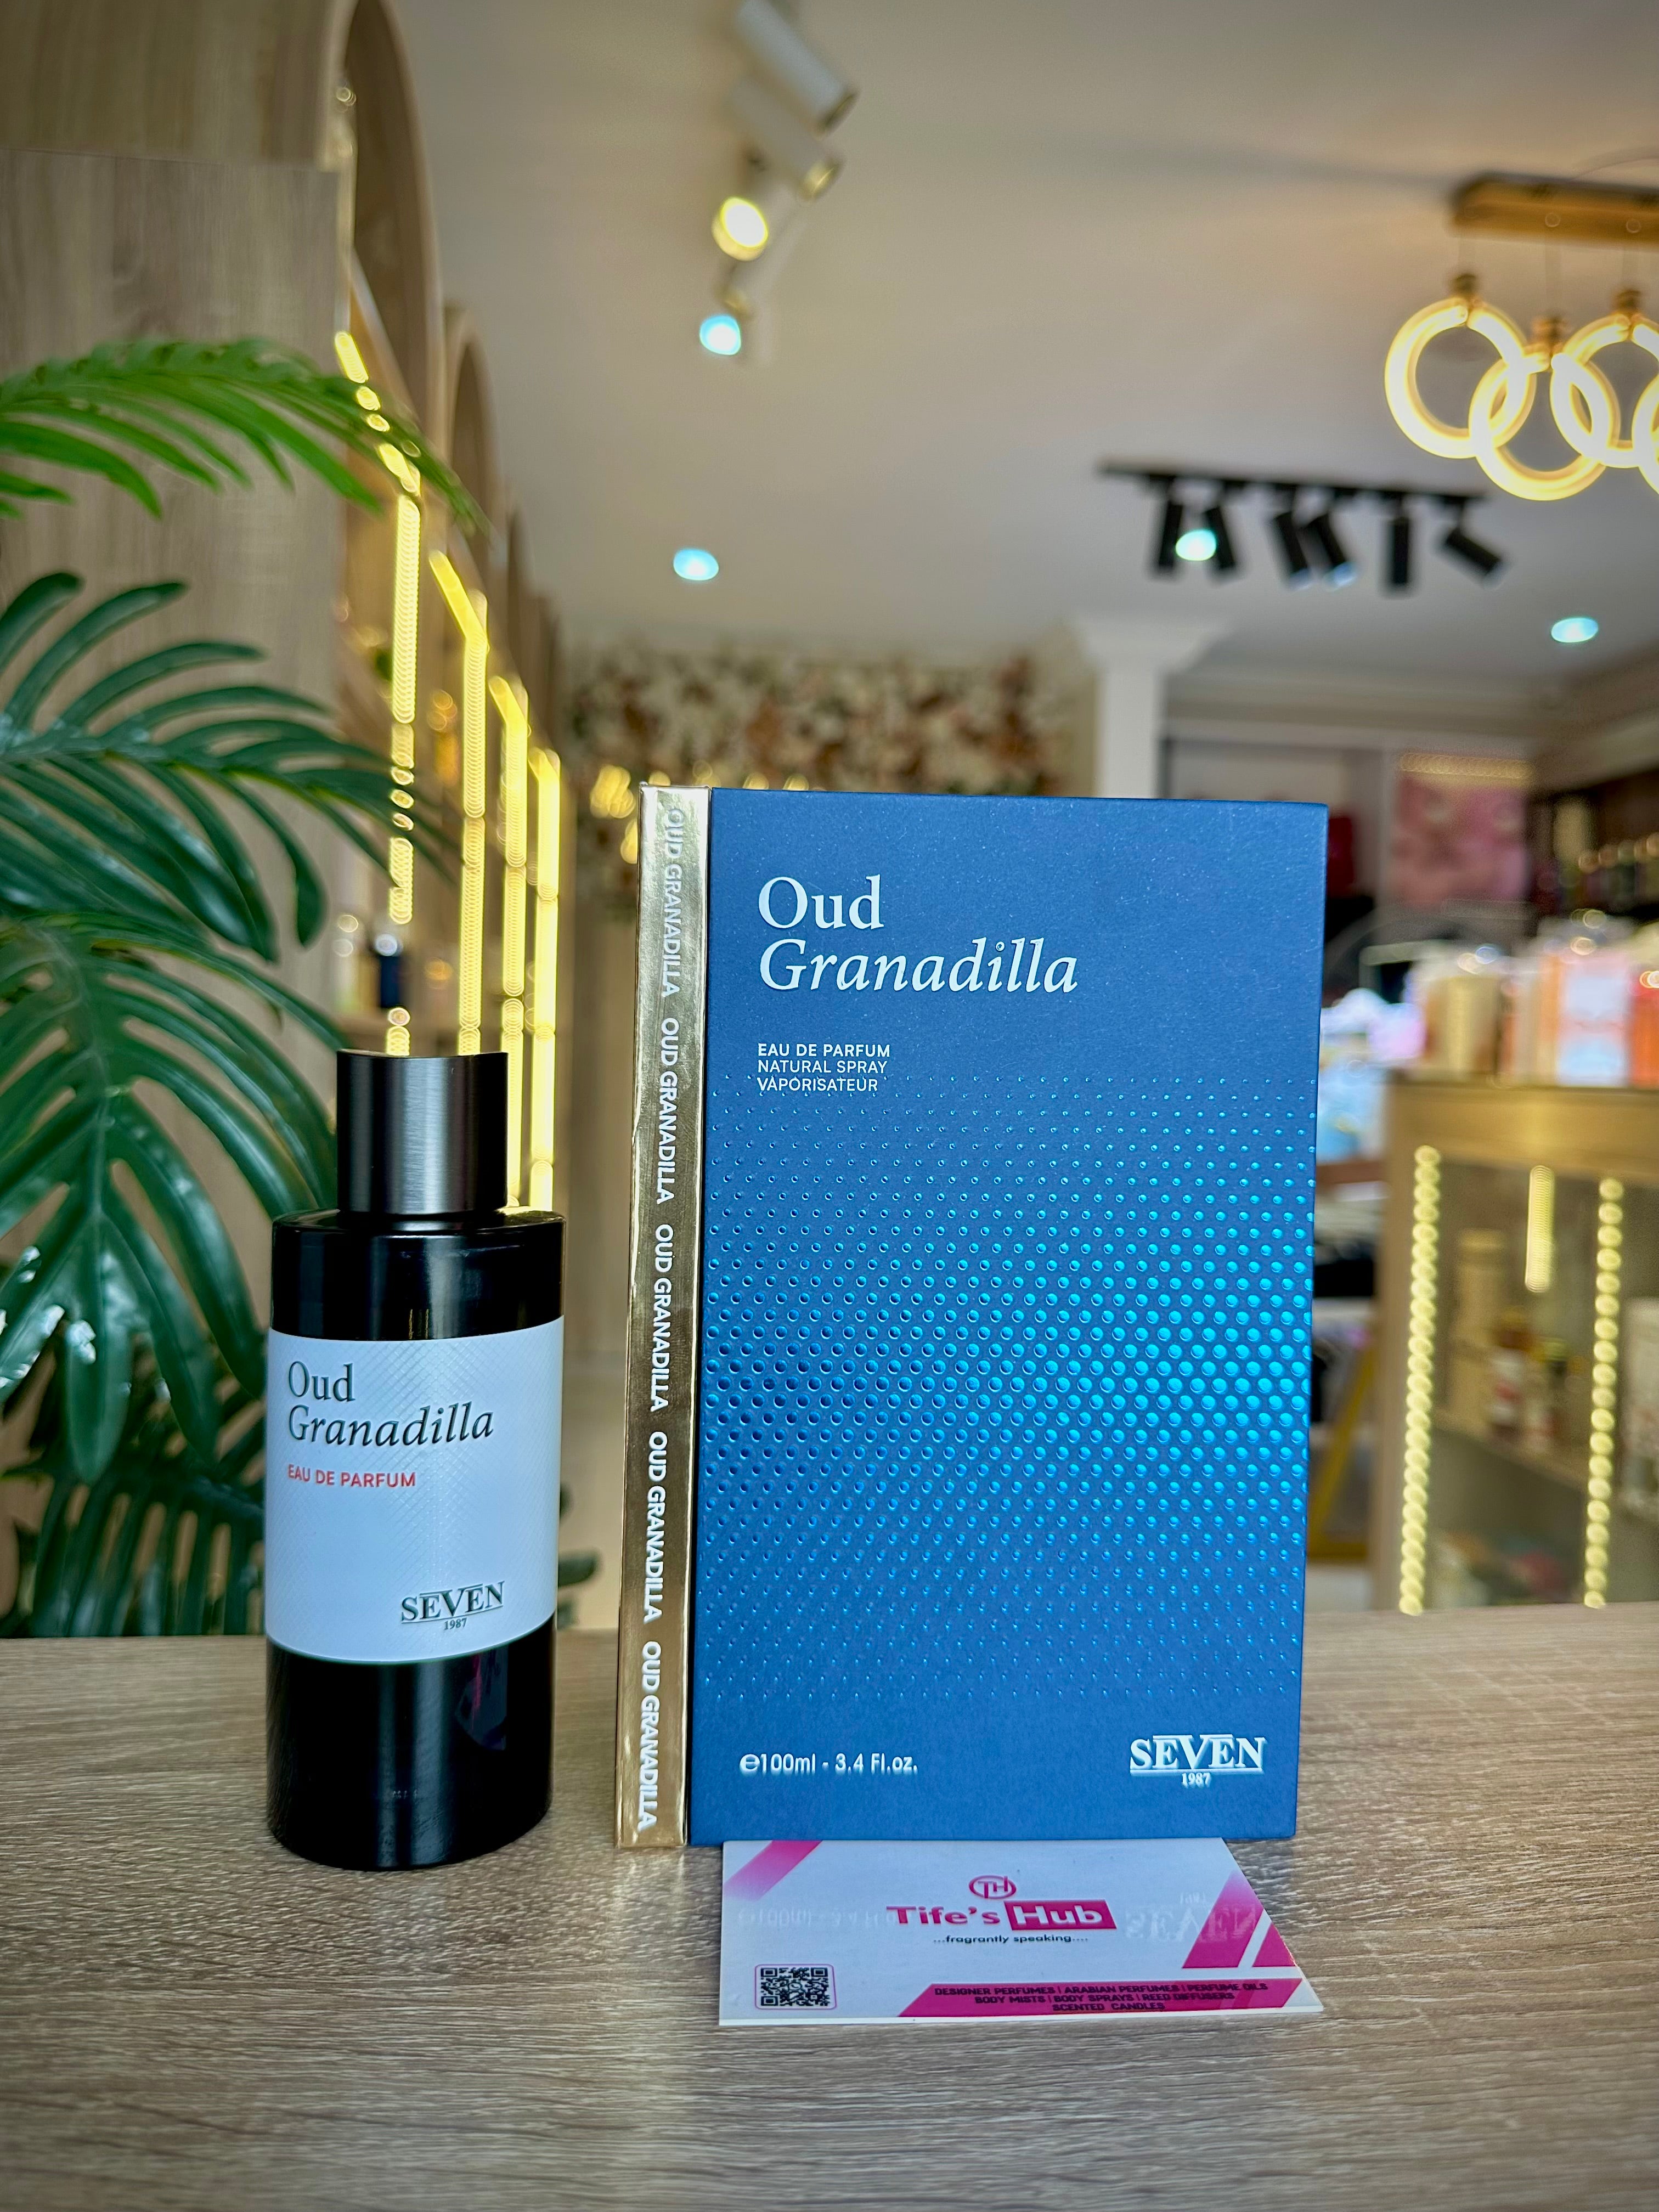 Oud
Granadilla
EAU DE PARFUM
SEVEN
1987
OUD GRANADILLA OUD GRANADILLA OUD GRANADILLA OUD GRANADILLA OUD GRANADILLA
Oud
Granadilla
EAU DE PARFUM
NATURAL SPRAY
VAPORISATEUR
℮100ml - 3.4 Fl.oz.
SEVEN
1987
TH
Tife's Hub
...fragrantly speaking....
DESIGNER PERFUMES | ARABIAN PERFUMES | PERFUME OILS
BODY MISTS | BODY SPRAYS | REED DIFFUSERS
SCENTED CANDLES